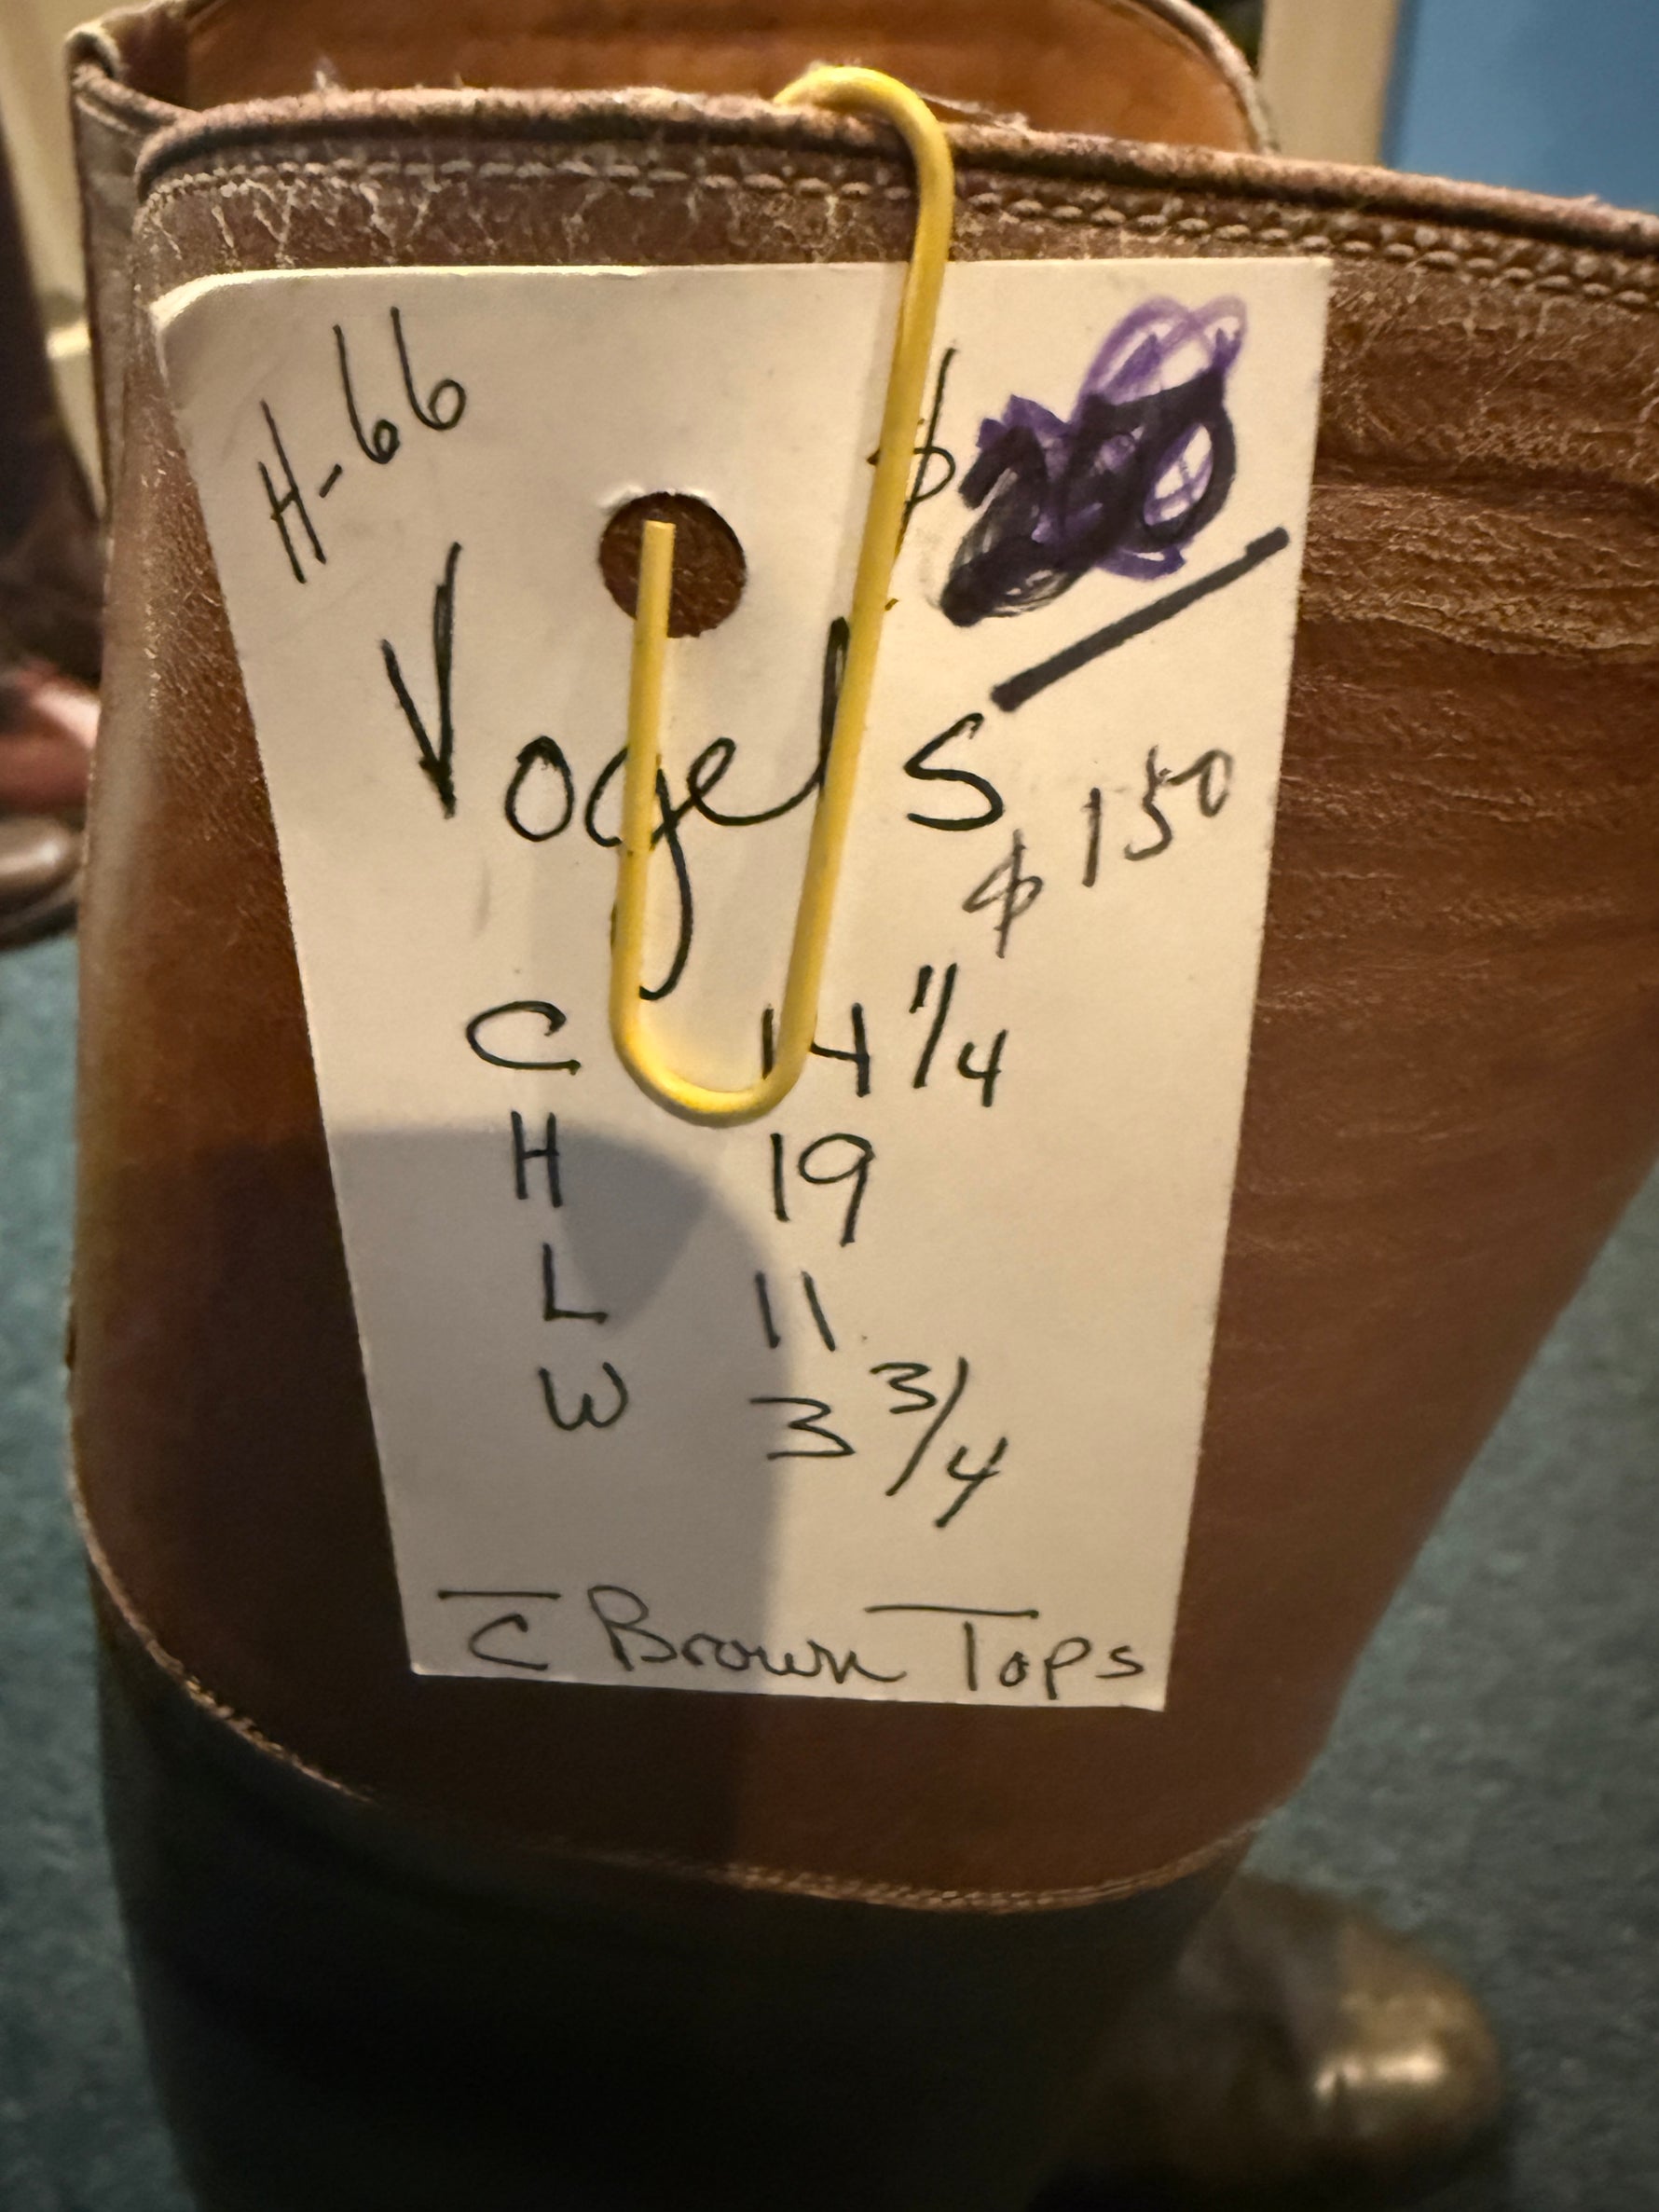 H-66
$
Vogels
$150
C 14 1/4
H 19
L 11
W 3 3/4
c̄ Brown Tops